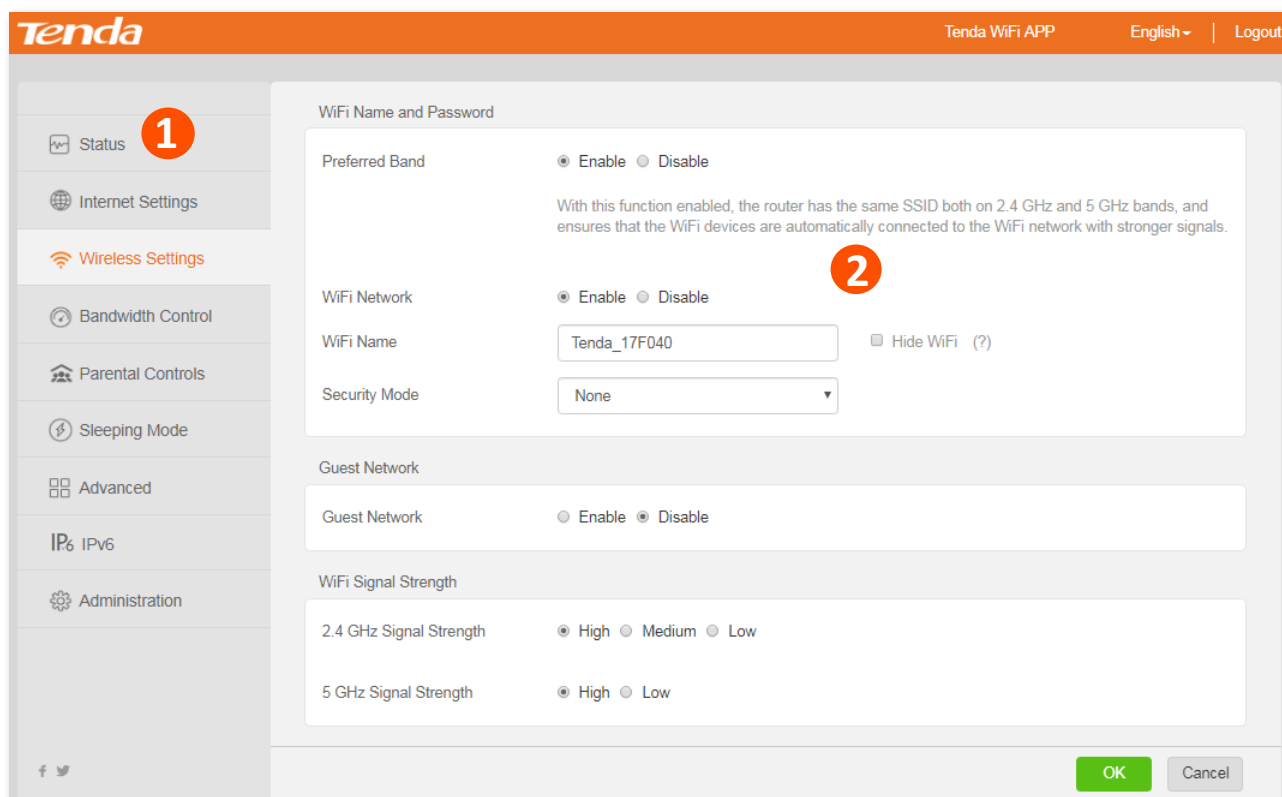 Tenda
Tenda WiFi APP English Logout
1
Status
Internet Settings
Wireless Settings
Bandwidth Control
Parental Controls
Sleeping Mode
Advanced
IPv6 IPv6
Administration
WiFi Name and Password
Preferred Band Enable Disable
With this function enabled, the router has the same SSID both on 2.4 GHz and 5 GHz bands, and
ensures that the WiFi devices are automatically connected to the WiFi network with stronger signals.
2
WiFi Network Enable Disable
WiFi Name Tenda_17F040 Hide WiFi (?)
Security Mode None
Guest Network
Guest Network Enable Disable
WiFi Signal Strength
2.4 GHz Signal Strength High Medium Low
5 GHz Signal Strength High Low
OK Cancel